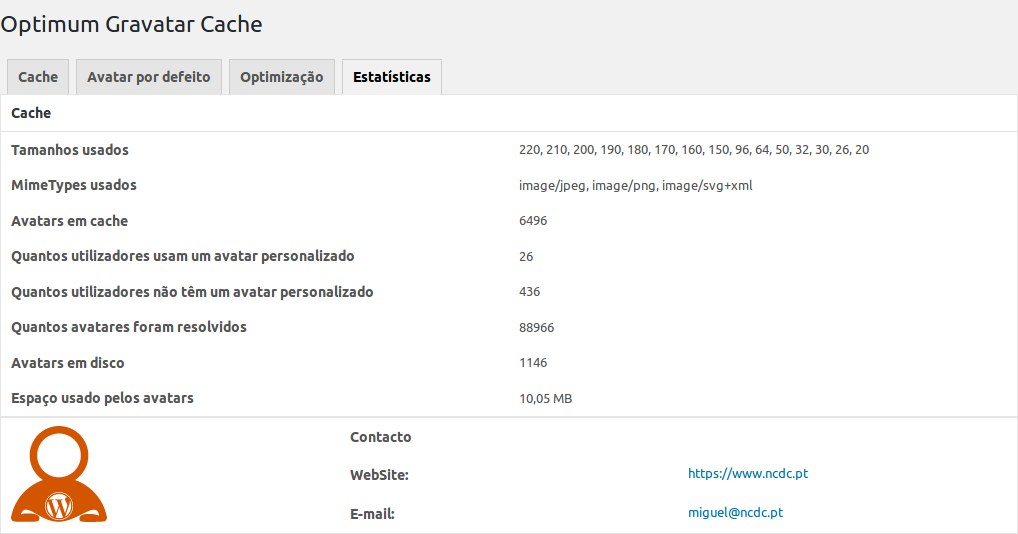 Optimum Gravatar Cache
Cache Avatar por defeito Optimização Estatísticas
Cache
Tamanhos usados 220, 210, 200, 190, 180, 170, 160, 150, 96, 64, 50, 32, 30, 26, 20
MimeTypes usados image/jpeg, image/png, image/svg+xml
Avatars em cache 6496
Quantos utilizadores usam um avatar personalizado 26
Quantos utilizadores não têm um avatar personalizado 436
Quantos avatares foram resolvidos 88966
Avatars em disco 1146
Espaço usado pelos avatars 10,05 MB
Contacto
WebSite: https://www.ncdc.pt
E-mail: miguel@ncdc.pt